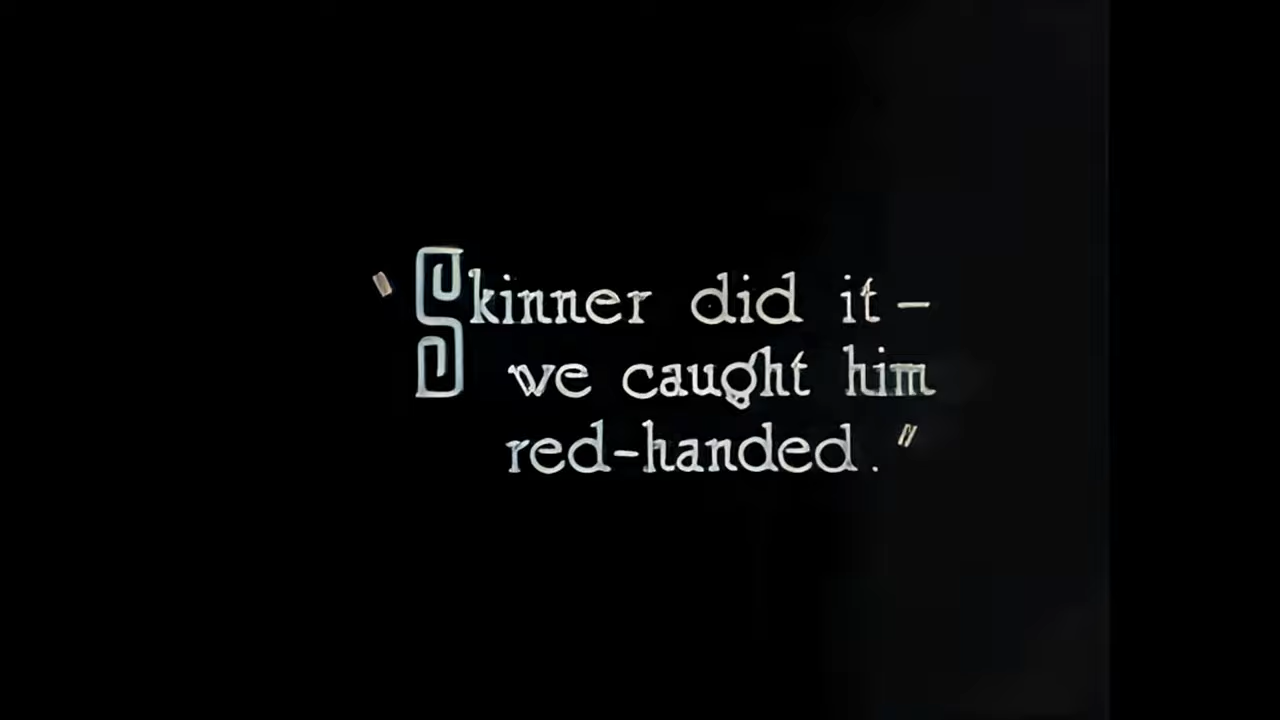 "Skinner did it –
we caught him
red-handed."